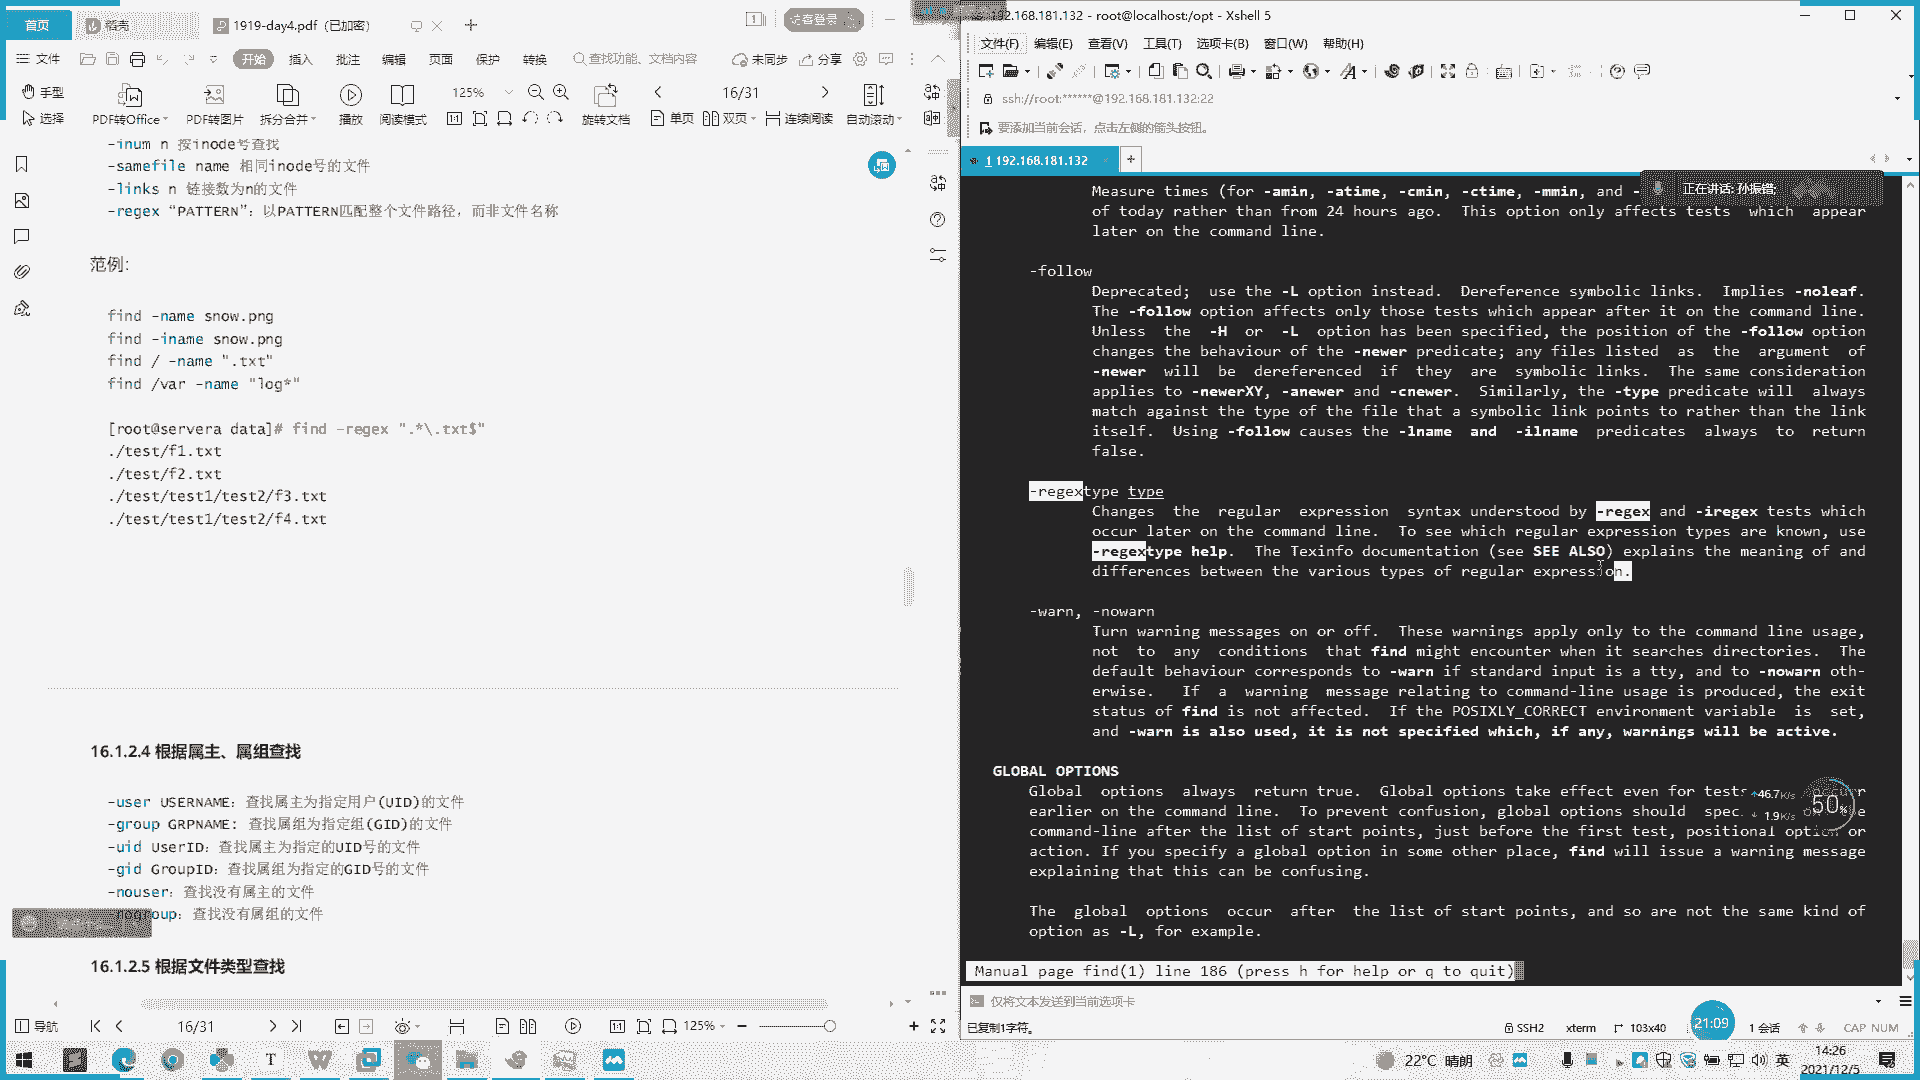 首页
稻壳
1919-day4.pdf（已加密）
访客登录
文件
开始
插入
批注
编辑
页面
保护
转换
查找功能、文档内容
未同步
分享
手型
选择
PDF转Office
PDF转图片
拆分合并
播放
阅读模式
125%
旋转文档
16/31
单页
双页
连续阅读
自动滚动
-inum n 按inode号查找
-samefile name 相同inode号的文件
-links n 链接数为n的文件
-regex “PATTERN”：以PATTERN匹配整个文件路径，而非文件名称
范例：
find -name snow.png
find -iname snow.png
find / -name ".txt"
find /var -name "log*"
[root@servera data]# find -regex ".*\.txt$"
./test/f1.txt
./test/f2.txt
./test/test1/test2/f3.txt
./test/test1/test2/f4.txt
16.1.2.4 根据属主、属组查找
-user USERNAME：查找属主为指定用户(UID)的文件
-group GRPNAME: 查找属组为指定组(GID)的文件
-uid UserID：查找属主为指定的UID号的文件
-gid GroupID：查找属组为指定的GID号的文件
-nouser：查找没有属主的文件
-nogroup：查找没有属组的文件
16.1.2.5 根据文件类型查找
导航
16/31
125%
192.168.181.132 - root@localhost:/opt - Xshell 5
文件(F) 编辑(E) 查看(V) 工具(T) 选项卡(B) 窗口(W) 帮助(H)
ssh://root:******@192.168.181.132:22
要添加当前会话，点击左侧的箭头按钮。
1 192.168.181.132
正在讲话: 孙振错;
Measure times (for -amin, -atime, -cmin, -ctime, -mmin, and -
of today rather than from 24 hours ago. This option only affects tests which appear
later on the command line.
-follow
Deprecated; use the -L option instead. Dereference symbolic links. Implies -noleaf.
The -follow option affects only those tests which appear after it on the command line.
Unless the -H or -L option has been specified, the position of the -follow option
changes the behaviour of the -newer predicate; any files listed as the argument of
-newer will be dereferenced if they are symbolic links. The same consideration
applies to -newerXY, -anewer and -cnewer. Similarly, the -type predicate will always
match against the type of the file that a symbolic link points to rather than the link
itself. Using -follow causes the -lname and -ilname predicates always to return
false.
-regextype type
Changes the regular expression syntax understood by -regex and -iregex tests which
occur later on the command line. To see which regular expression types are known, use
-regextype help. The Texinfo documentation (see SEE ALSO) explains the meaning of and
differences between the various types of regular expression.
-warn, -nowarn
Turn warning messages on or off. These warnings apply only to the command line usage,
not to any conditions that find might encounter when it searches directories. The
default behaviour corresponds to -warn if standard input is a tty, and to -nowarn oth-
erwise. If a warning message relating to command-line usage is produced, the exit
status of find is not affected. If the POSIXLY_CORRECT environment variable is set,
and -warn is also used, it is not specified which, if any, warnings will be active.
GLOBAL OPTIONS
Global options always return true. Global options take effect even for tests
earlier on the command line. To prevent confusion, global options should
command-line after the list of start points, just before the first test, positional option or
action. If you specify a global option in some other place, find will issue a warning message
explaining that this can be confusing.
The global options occur after the list of start points, and so are not the same kind of
option as -L, for example.
Manual page find(1) line 186 (press h for help or q to quit)
46.7K/s
1.9K/s
50%
仅将文本发送到当前选项卡
已复制1字符。
SSH2
xterm
103x40
21:09
1 会话
CAP NUM
22°C 晴朗
英
14:26
2021/12/5